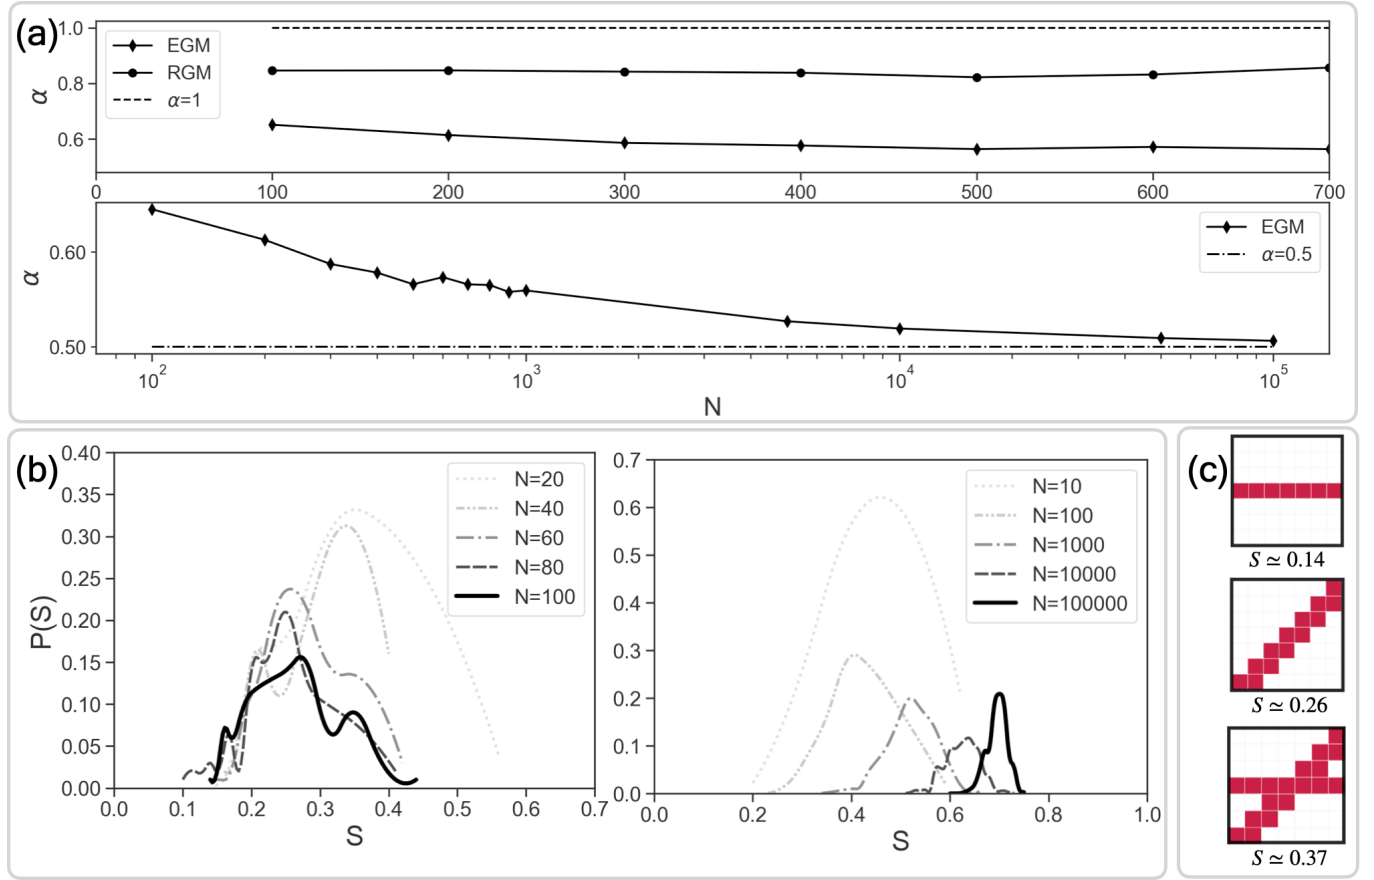 (a)
1.0
0.8
0.6
α
EGM
RGM
α=1
0 100 200 300 400 500 600 700
0.60
0.50
α
EGM
α=0.5
10² 10³ 10⁴ 10⁵
N
(b)
0.40
0.35
0.30
0.25
0.20
0.15
0.10
0.05
0.00
P(S)
N=20
N=40
N=60
N=80
N=100
0.0 0.1 0.2 0.3 0.4 0.5 0.6 0.7
S
0.7
0.6
0.5
0.4
0.3
0.2
0.1
0.0
N=10
N=100
N=1000
N=10000
N=100000
0.0 0.2 0.4 0.6 0.8 1.0
S
(c)
S ≃ 0.14
S ≃ 0.26
S ≃ 0.37